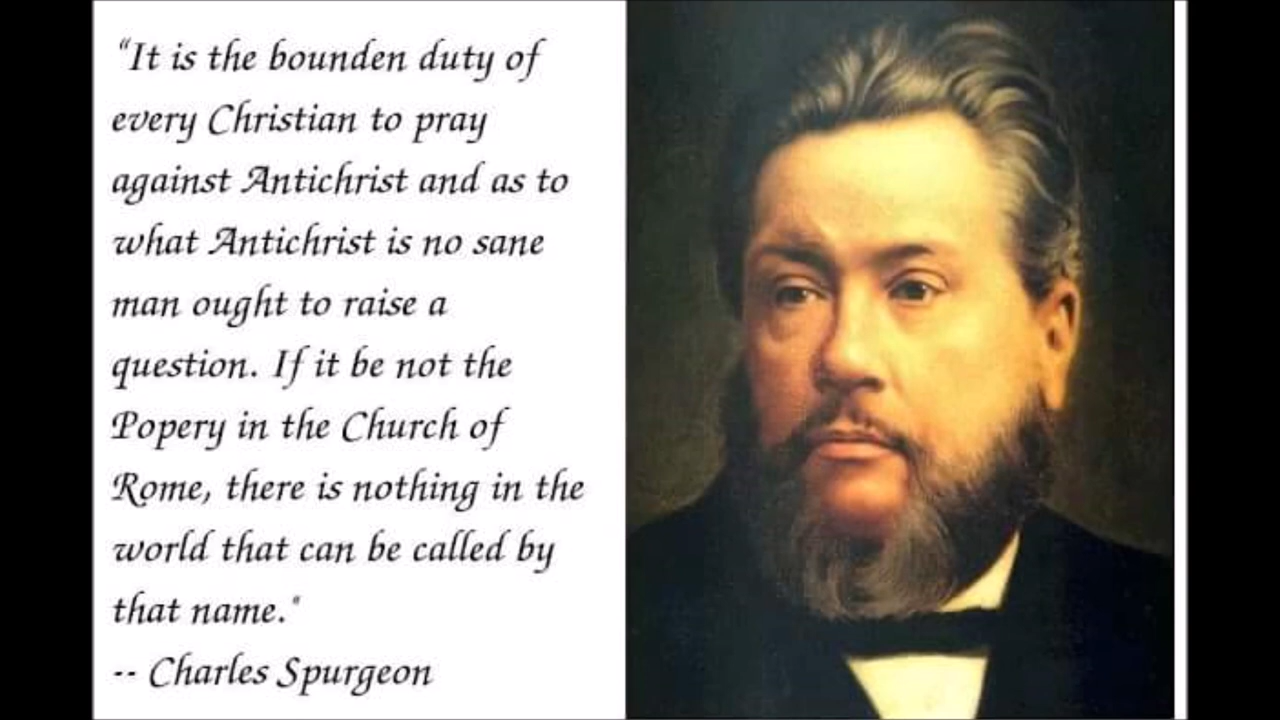 “It is the bounden duty of
every Christian to pray
against Antichrist and as to
what Antichrist is no sane
man ought to raise a
question. If it be not the
Popery in the Church of
Rome, there is nothing in the
world that can be called by
that name."
-- Charles Spurgeon